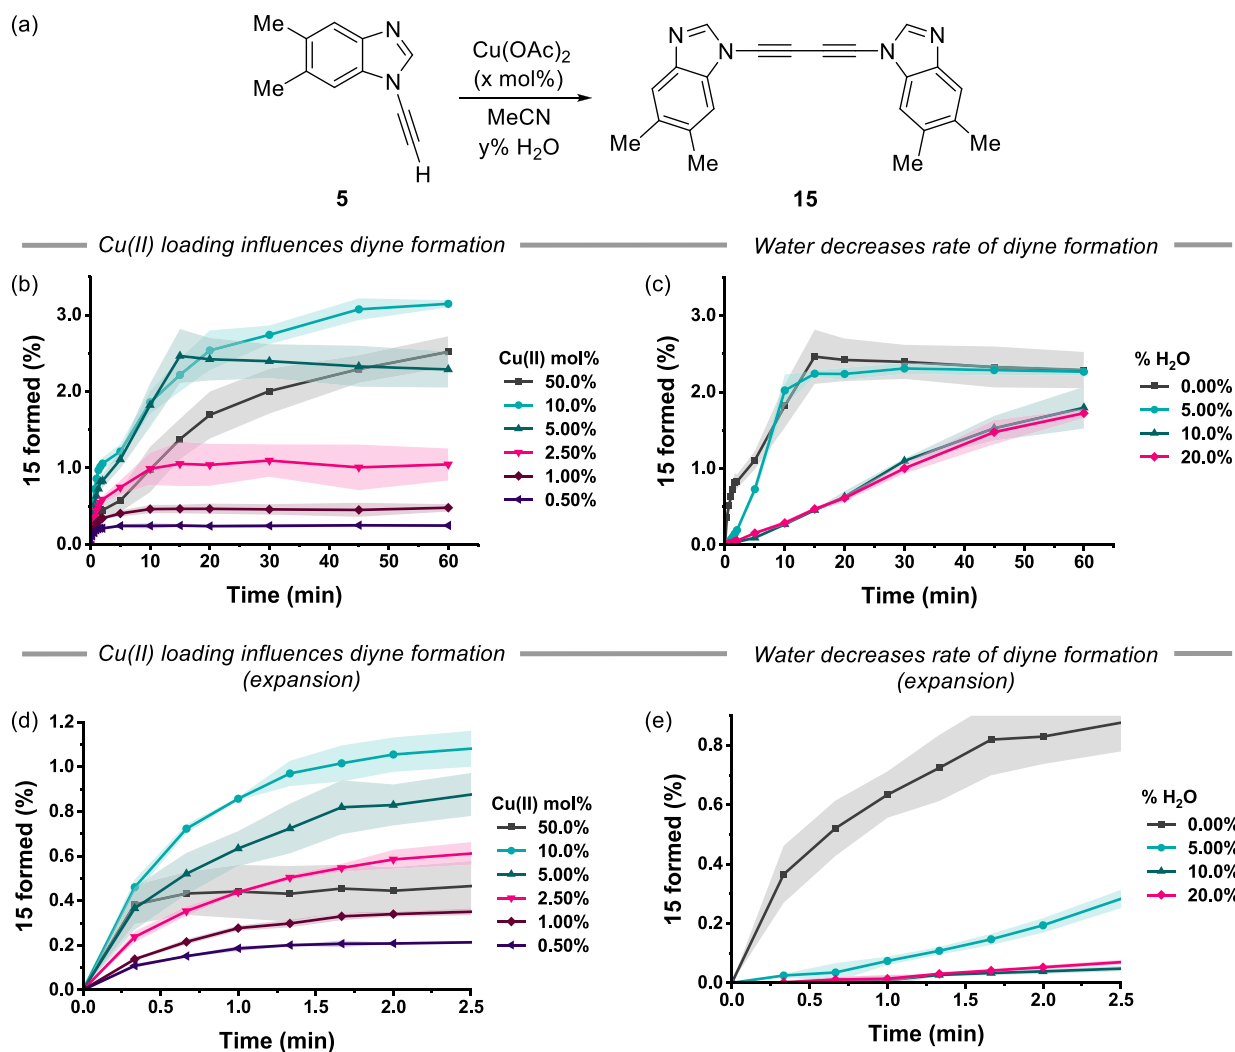 (a)
Me
Me
N
N
H
5
Cu(OAc)2
(x mol%)
MeCN
y% H2O
N
N
N
N
Me
Me
Me
Me
15
Cu(II) loading influences diyne formation
Water decreases rate of diyne formation
(b)
15 formed (%)
3.0
2.0
1.0
0.0
0 10 20 30 40 50 60
Time (min)
Cu(II) mol%
50.0%
10.0%
5.00%
2.50%
1.00%
0.50%
(c)
15 formed (%)
3.0
2.0
1.0
0.0
0 10 20 30 40 50 60
Time (min)
% H2O
0.00%
5.00%
10.0%
20.0%
Cu(II) loading influences diyne formation
(expansion)
Water decreases rate of diyne formation
(expansion)
(d)
15 formed (%)
1.2
1.0
0.8
0.6
0.4
0.2
0.0
0.0 0.5 1.0 1.5 2.0 2.5
Time (min)
Cu(II) mol%
50.0%
10.0%
5.00%
2.50%
1.00%
0.50%
(e)
15 formed (%)
0.8
0.6
0.4
0.2
0.0
0.0 0.5 1.0 1.5 2.0 2.5
Time (min)
% H2O
0.00%
5.00%
10.0%
20.0%